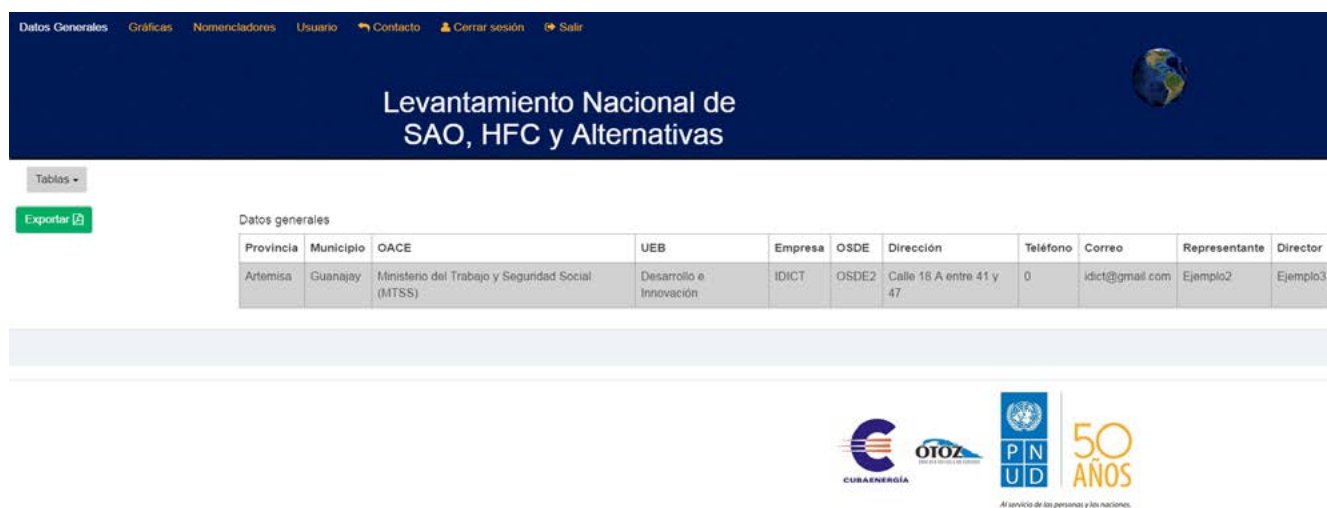 Datos Generales Gráficas Nomencladores Usuario Contacto Cerrar sesión Salir
Levantamiento Nacional de
SAO, HFC y Alternativas
Tablas
Exportar
Datos generales
Provincia Municipio OACE UEB Empresa OSDE Dirección Teléfono Correo Representante Director
Artemisa Guanajay Ministerio del Trabajo y Seguridad Social Desarrollo e IDICT OSDE2 Calle 18 A entre 41 y 0 idict@gmail.com Ejemplo2 Ejemplo3
(MTSS) Innovación 47
CUBAENERGÍA
OTOZ
P N
U D
50
AÑOS
Al servicio de las personas y las naciones.